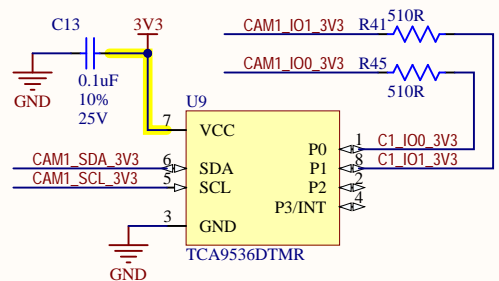 C13
3V3
CAM1_IO1_3V3
R41
510R
CAM1_IO0_3V3
R45
510R
GND
0.1uF
10%
25V
U9
7
VCC
P0
1
C1_IO0_3V3
CAM1_SDA_3V3
6
SDA
P1
8
C1_IO1_3V3
CAM1_SCL_3V3
5
SCL
P2
2
P3/INT
4
3
GND
TCA9536DTMR
GND